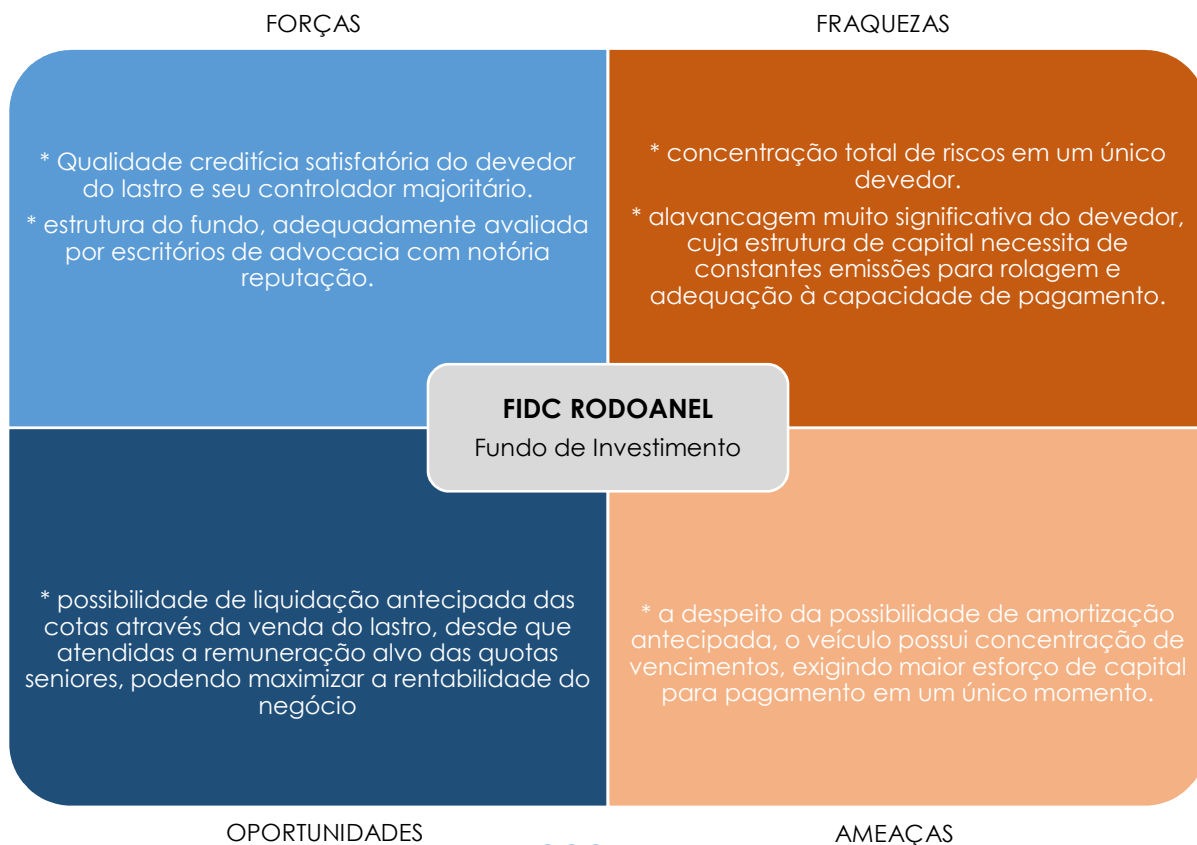 FORÇAS
FRAQUEZAS
* Qualidade creditícia satisfatória do devedor
do lastro e seu controlador majoritário.
* estrutura do fundo, adequadamente avaliada
por escritórios de advocacia com notória
reputação.
* concentração total de riscos em um único
devedor.
* alavancagem muito significativa do devedor,
cuja estrutura de capital necessita de
constantes emissões para rolagem e
adequação à capacidade de pagamento.
FIDC RODOANEL
Fundo de Investimento
* possibilidade de liquidação antecipada das
cotas através da venda do lastro, desde que
atendidas a remuneração alvo das quotas
seniores, podendo maximizar a rentabilidade do
negócio
* a despeito da possibilidade de amortização
antecipada, o veículo possui concentração de
vencimentos, exigindo maior esforço de capital
para pagamento em um único momento.
OPORTUNIDADES
AMEAÇAS